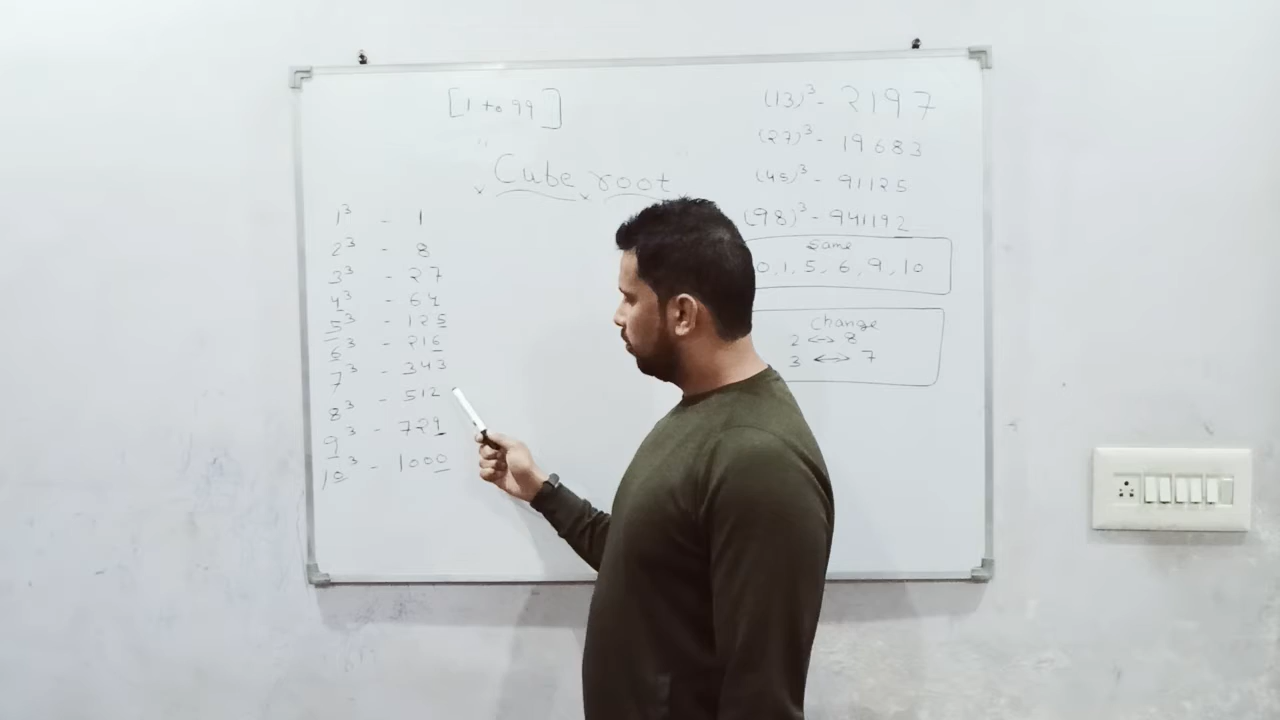 [1 to 99]
Cube root
1³ - 1
2³ - 8
3³ - 27
4³ - 64
5³ - 125
6³ - 216
7³ - 343
8³ - 512
9³ - 729
10³ - 1000
(13)³ - 2197
(27)³ - 19683
(45)³ - 91125
(98)³ - 941192
Same
0, 1, 5, 6, 9, 10
Change
2 ↔ 8
3 ↔ 7